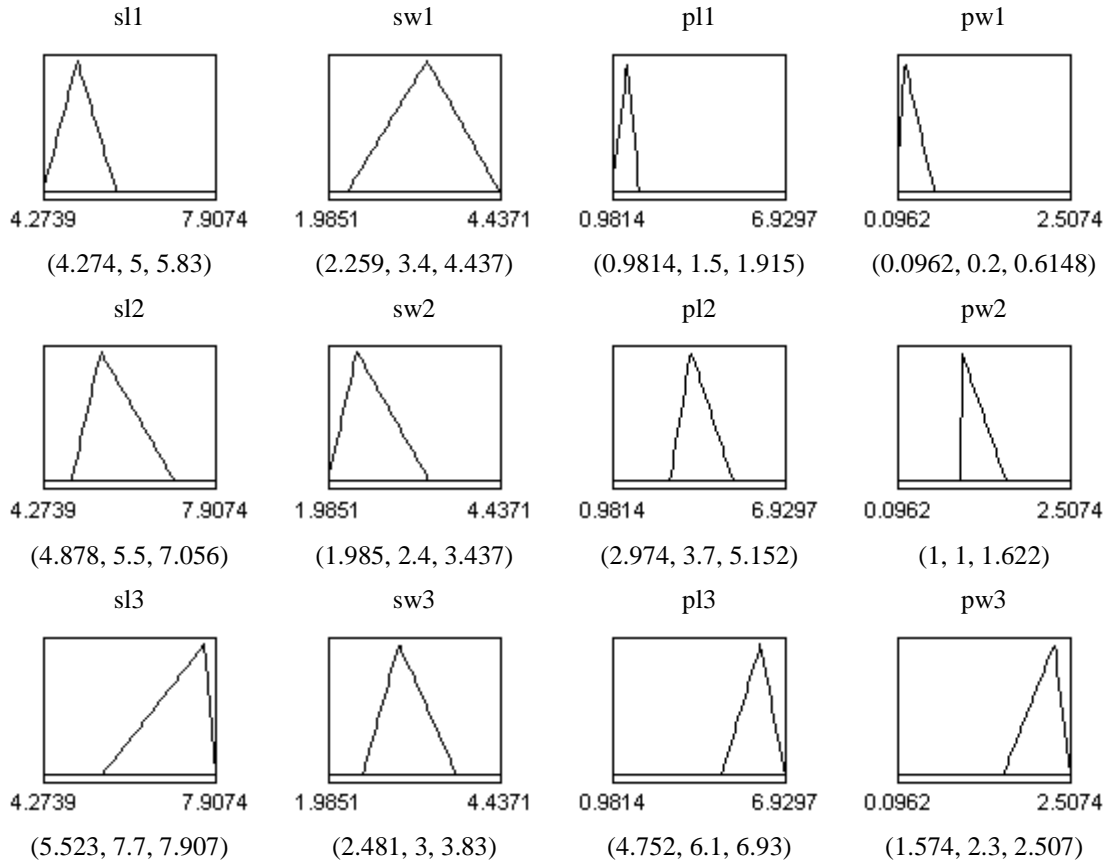 sl1 sw1 pl1 pw1
4.2739 7.9074 1.9851 4.4371 0.9814 6.9297 0.0962 2.5074
(4.274, 5, 5.83) (2.259, 3.4, 4.437) (0.9814, 1.5, 1.915) (0.0962, 0.2, 0.6148)
sl2 sw2 pl2 pw2
4.2739 7.9074 1.9851 4.4371 0.9814 6.9297 0.0962 2.5074
(4.878, 5.5, 7.056) (1.985, 2.4, 3.437) (2.974, 3.7, 5.152) (1, 1, 1.622)
sl3 sw3 pl3 pw3
4.2739 7.9074 1.9851 4.4371 0.9814 6.9297 0.0962 2.5074
(5.523, 7.7, 7.907) (2.481, 3, 3.83) (4.752, 6.1, 6.93) (1.574, 2.3, 2.507)